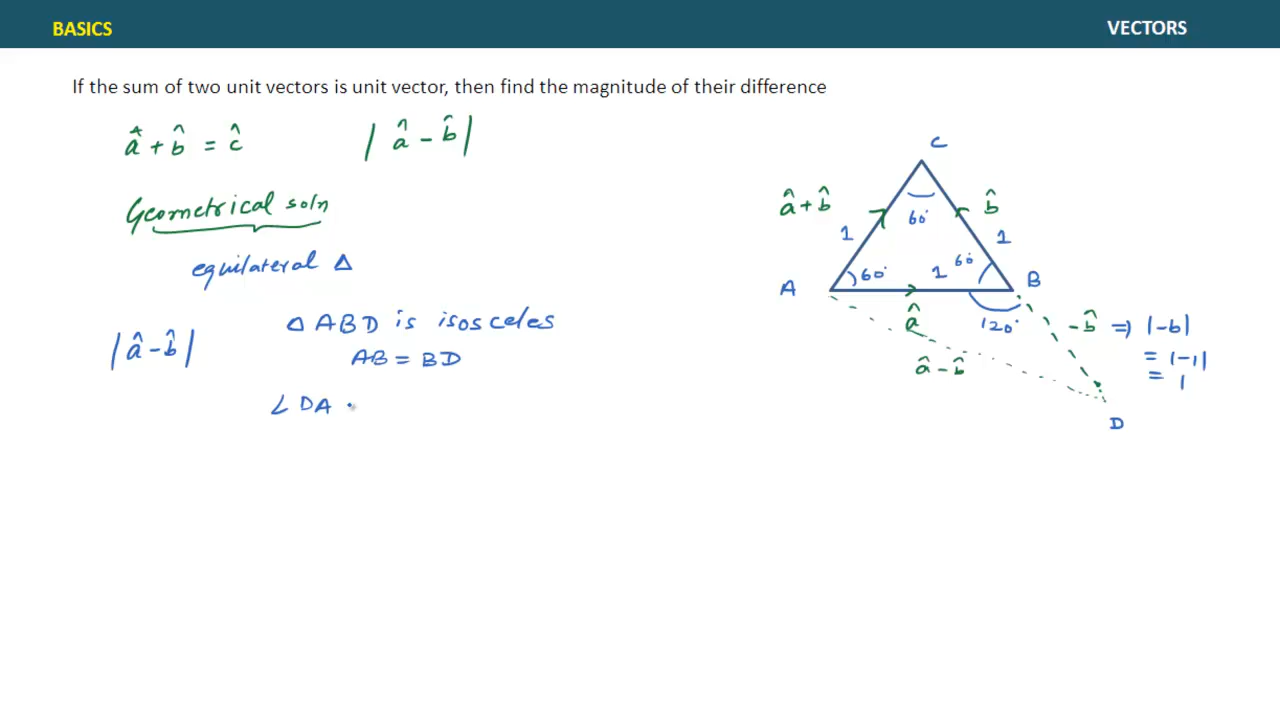 BASICS
VECTORS
If the sum of two unit vectors is unit vector, then find the magnitude of their difference
â + b̂ = ĉ
| â - b̂ |
Geometrical soln
equilateral Δ
Δ ABD is isosceles
| â - b̂ |
AB = BD
∠ DA
C
â + b̂
b̂
60°
1
1
60°
1
60°
A
B
â
120°
- b̂ ⇒ |-b|
= |-1|
= 1
â - b̂
D